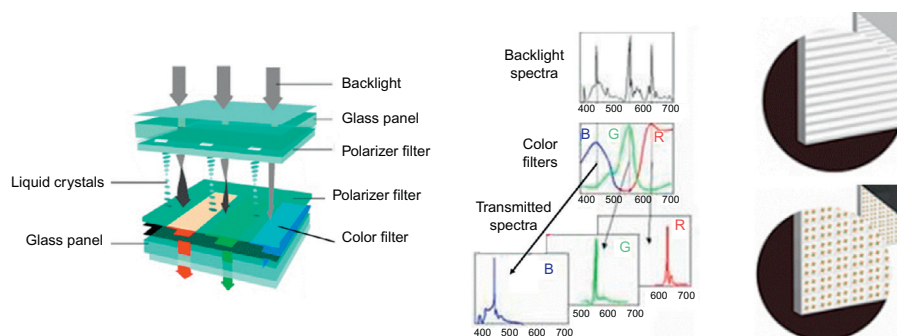 Backlight
Glass panel
Polarizer filter
Liquid crystals
Polarizer filter
Glass panel
Color filter
Backlight
spectra
400 500 600 700
Color
filters
B G R
400 500 600 700
Transmitted
spectra
B
400 500 600 700
G
500 600 700
R
600 700